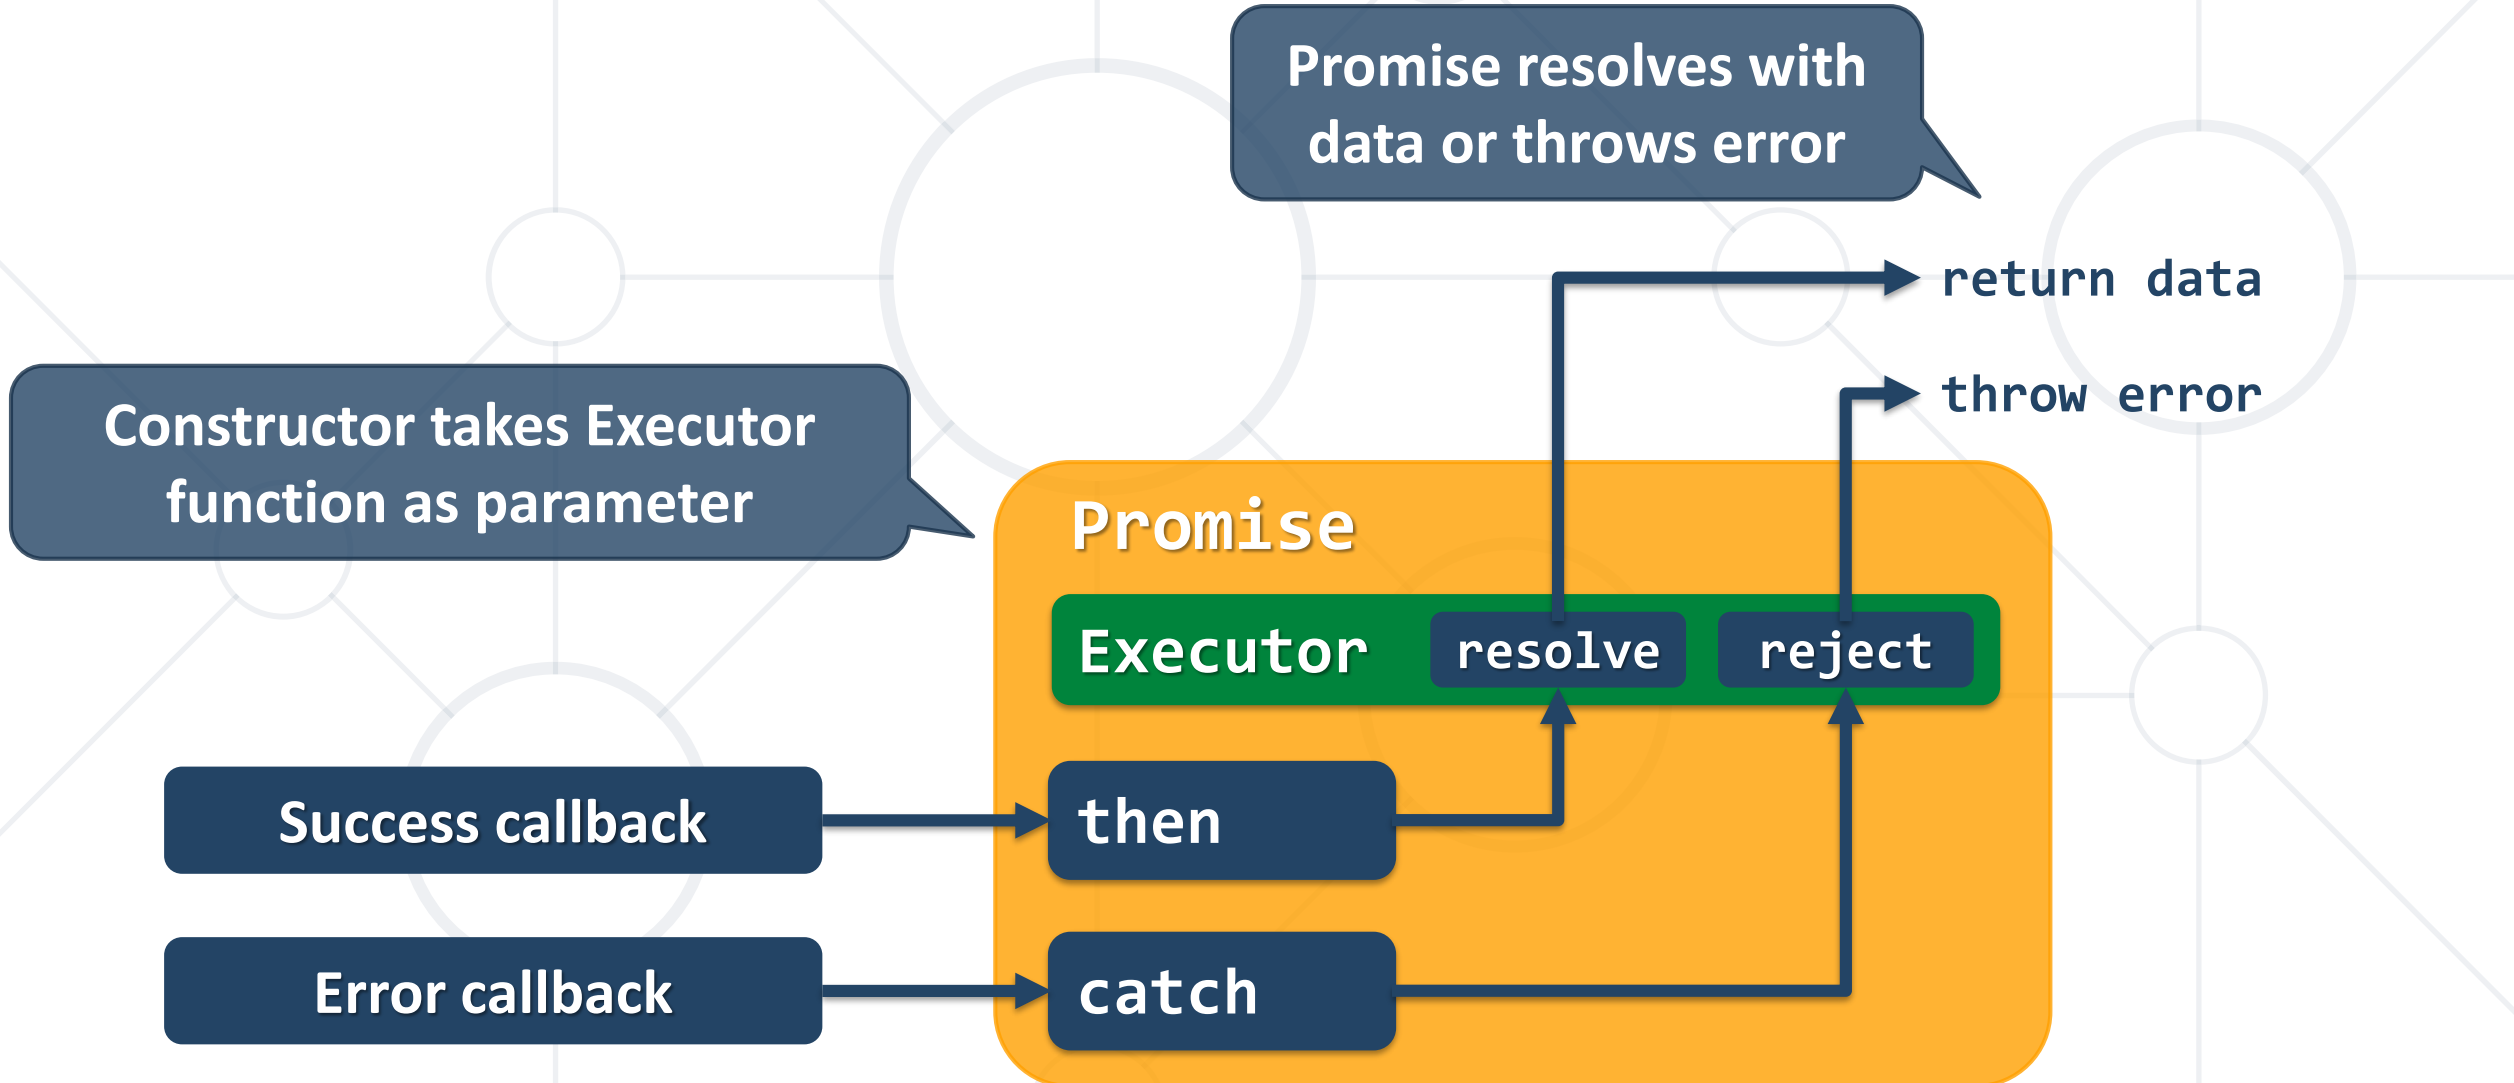 Promise resolves with
data or throws error
return data
throw error
Constructor takes Executor
function as parameter
Promise
Executor
resolve
reject
Success callback
then
Error callback
catch